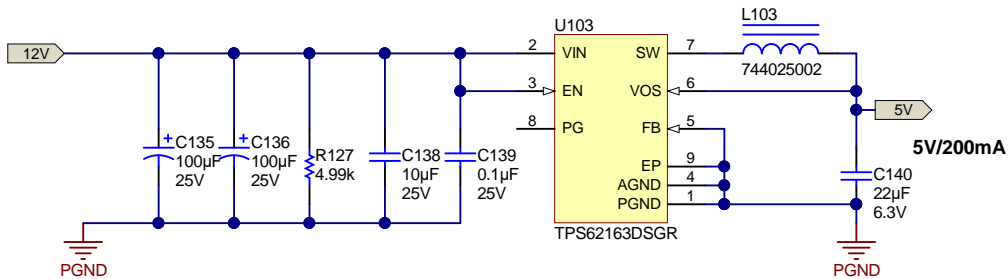 U103
L103
12V
2
VIN
SW
7
744025002
3
EN
VOS
6
5V
8
PG
FB
5
5V/200mA
C135
100µF
25V
C136
100µF
25V
R127
4.99k
C138
10µF
25V
C139
0.1µF
25V
EP
9
AGND
4
PGND
1
C140
22µF
6.3V
TPS62163DSGR
PGND
PGND